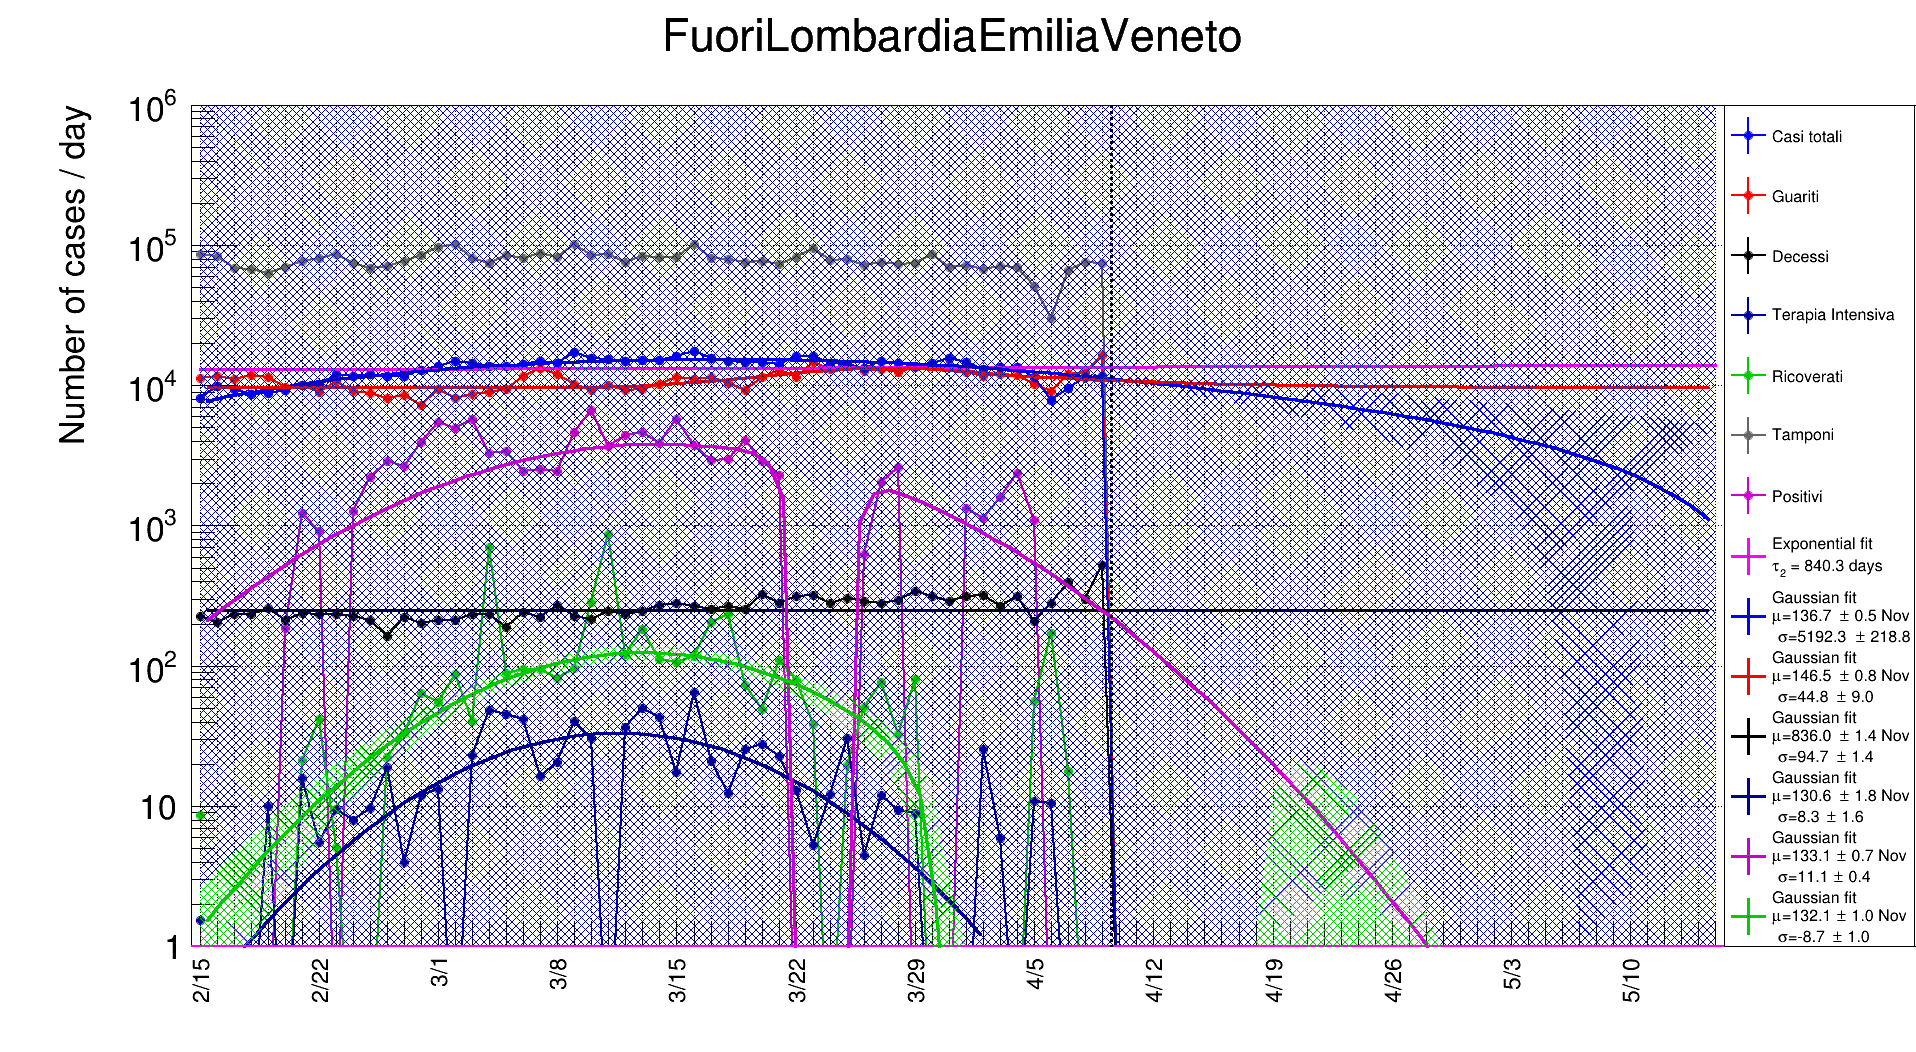 FuoriLombardiaEmiliaVeneto
Number of cases / day
10^6
10^5
10^4
10^3
10^2
10
1
2/15
2/22
3/1
3/8
3/15
3/22
3/29
4/5
4/12
4/19
4/26
5/3
5/10
Casi totali
Guariti
Decessi
Terapia Intensiva
Ricoverati
Tamponi
Positivi
Exponential fit
τ₂ = 840.3 days
Gaussian fit
μ=136.7 ± 0.5 Nov
σ=5192.3 ± 218.8
Gaussian fit
μ=146.5 ± 0.8 Nov
σ=44.8 ± 9.0
Gaussian fit
μ=836.0 ± 1.4 Nov
σ=94.7 ± 1.4
Gaussian fit
μ=130.6 ± 1.8 Nov
σ=8.3 ± 1.6
Gaussian fit
μ=133.1 ± 0.7 Nov
σ=11.1 ± 0.4
Gaussian fit
μ=132.1 ± 1.0 Nov
σ=-8.7 ± 1.0